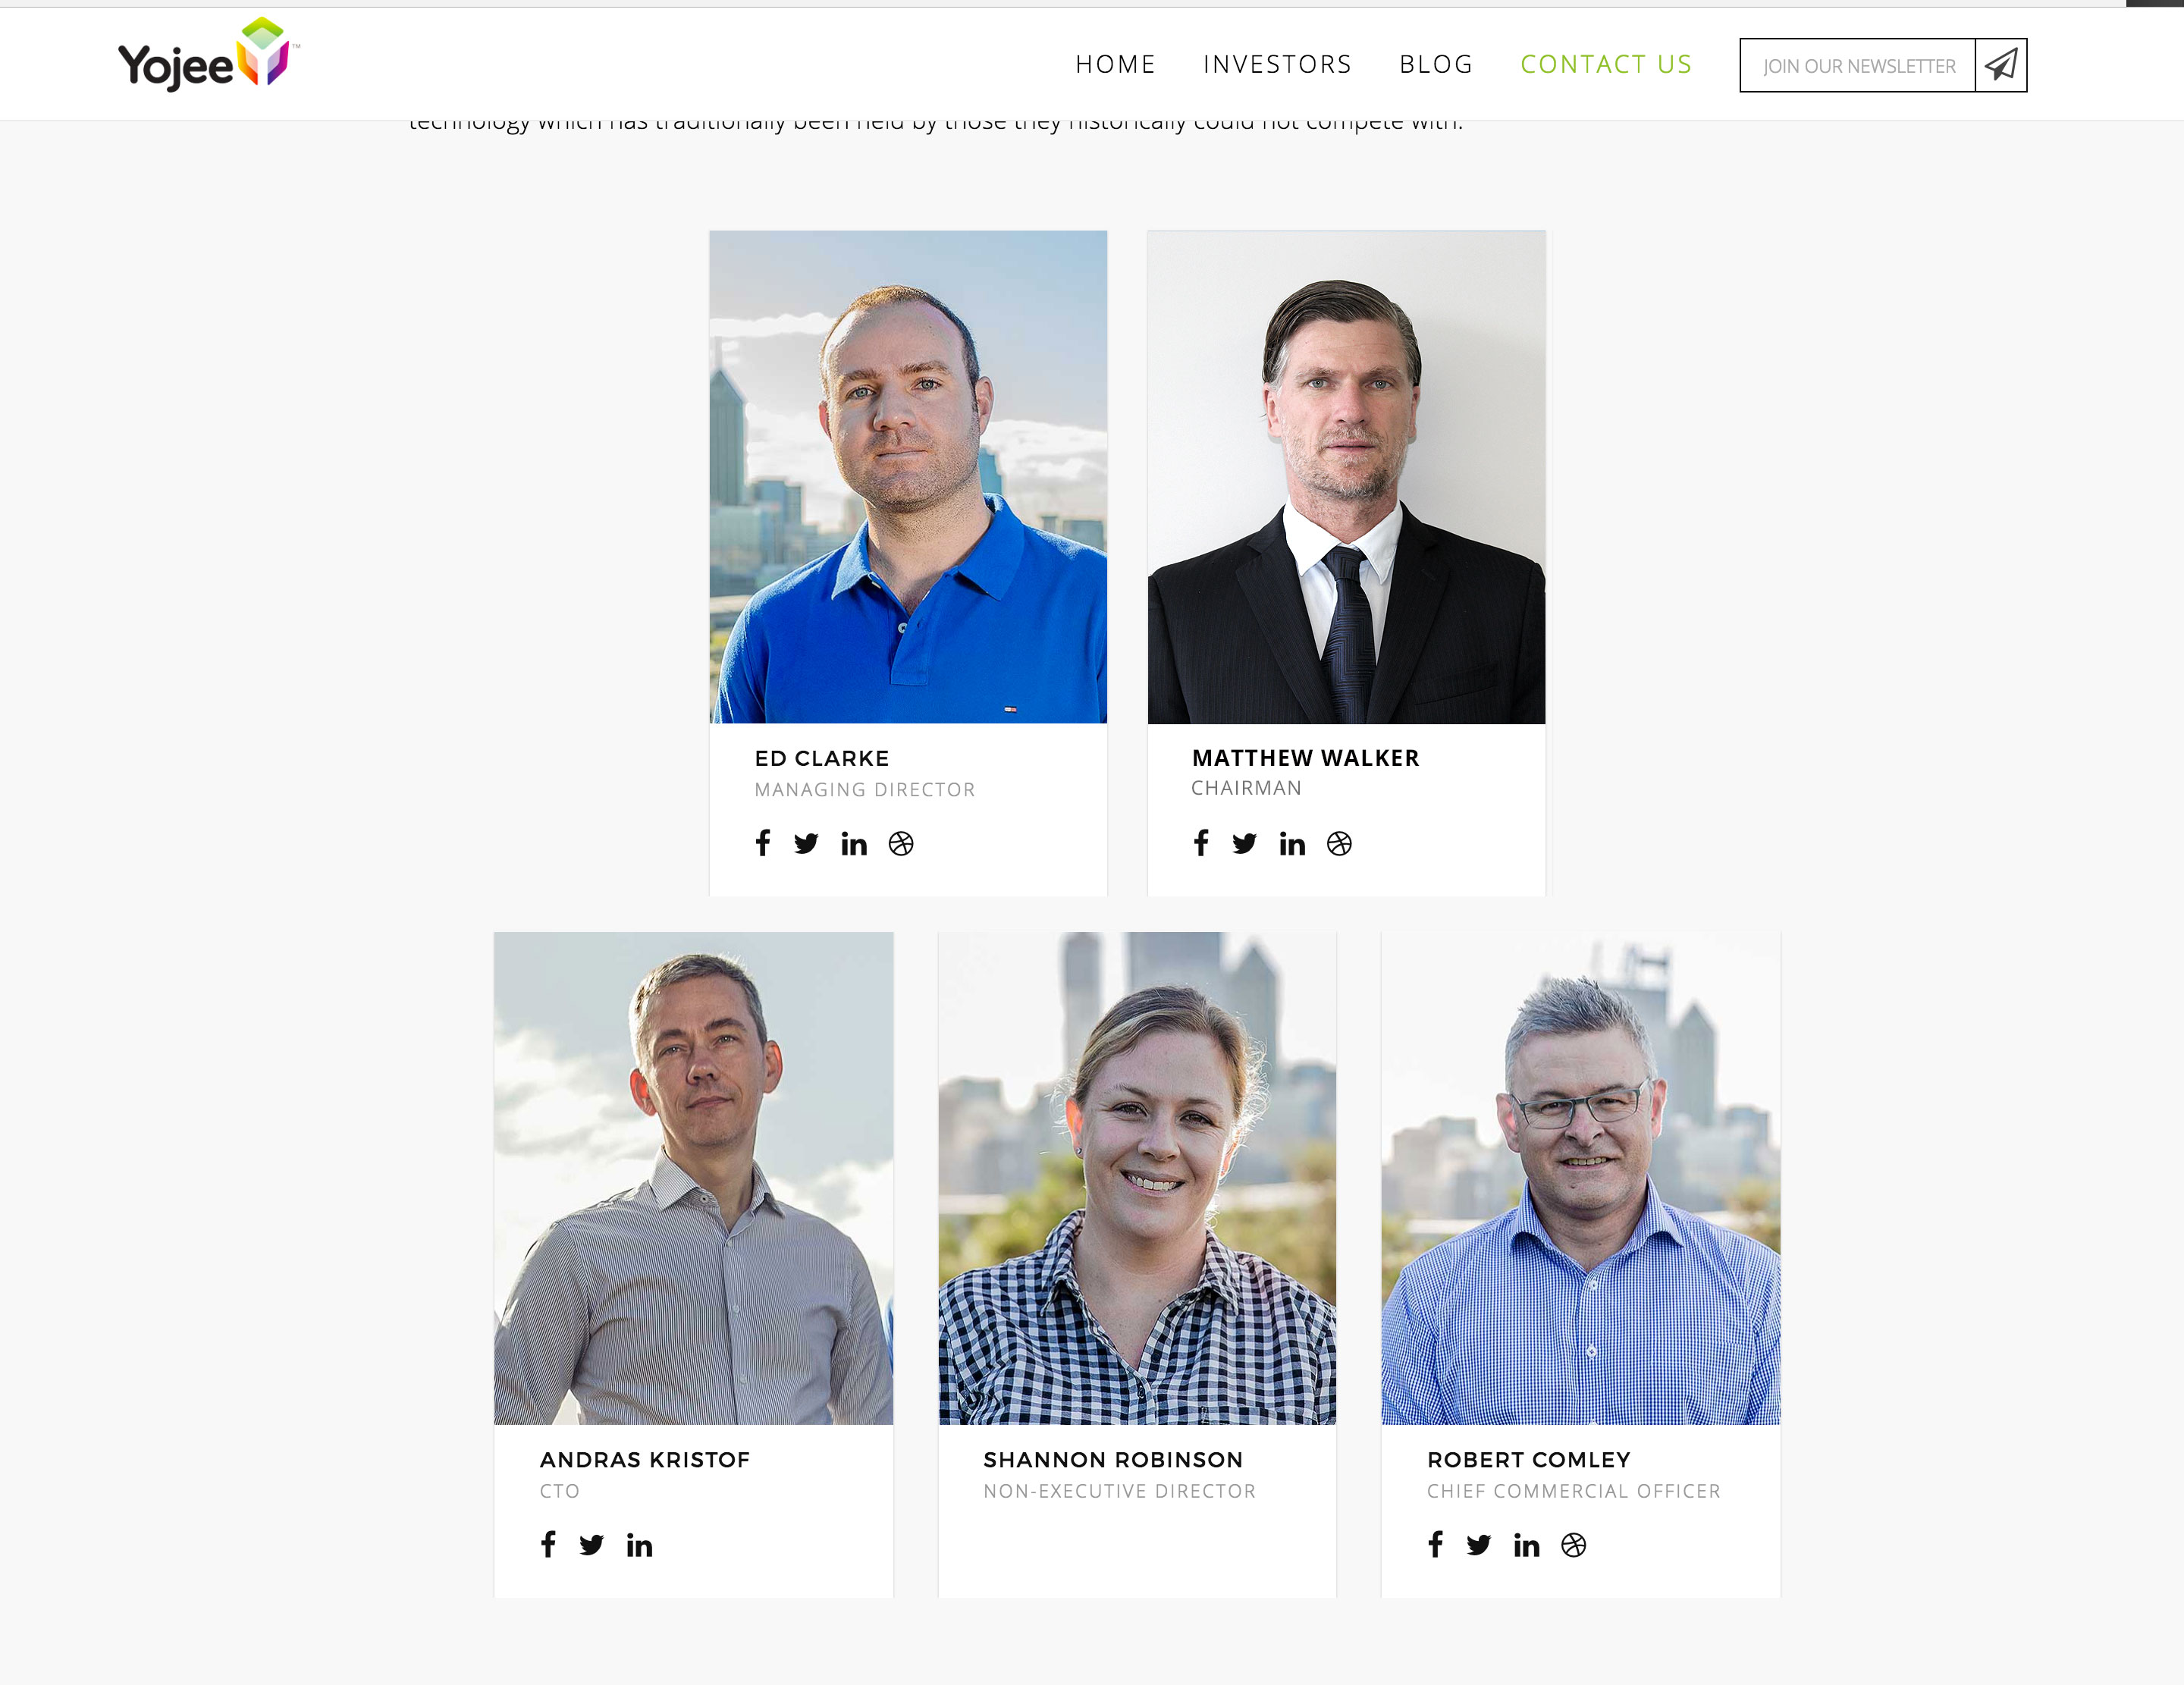 Yojee ™
HOME INVESTORS BLOG CONTACT US JOIN OUR NEWSLETTER
technology which has traditionally been held by those they historically could not compete with.
ED CLARKE
MANAGING DIRECTOR
MATTHEW WALKER
CHAIRMAN
ANDRAS KRISTOF
CTO
SHANNON ROBINSON
NON-EXECUTIVE DIRECTOR
ROBERT COMLEY
CHIEF COMMERCIAL OFFICER